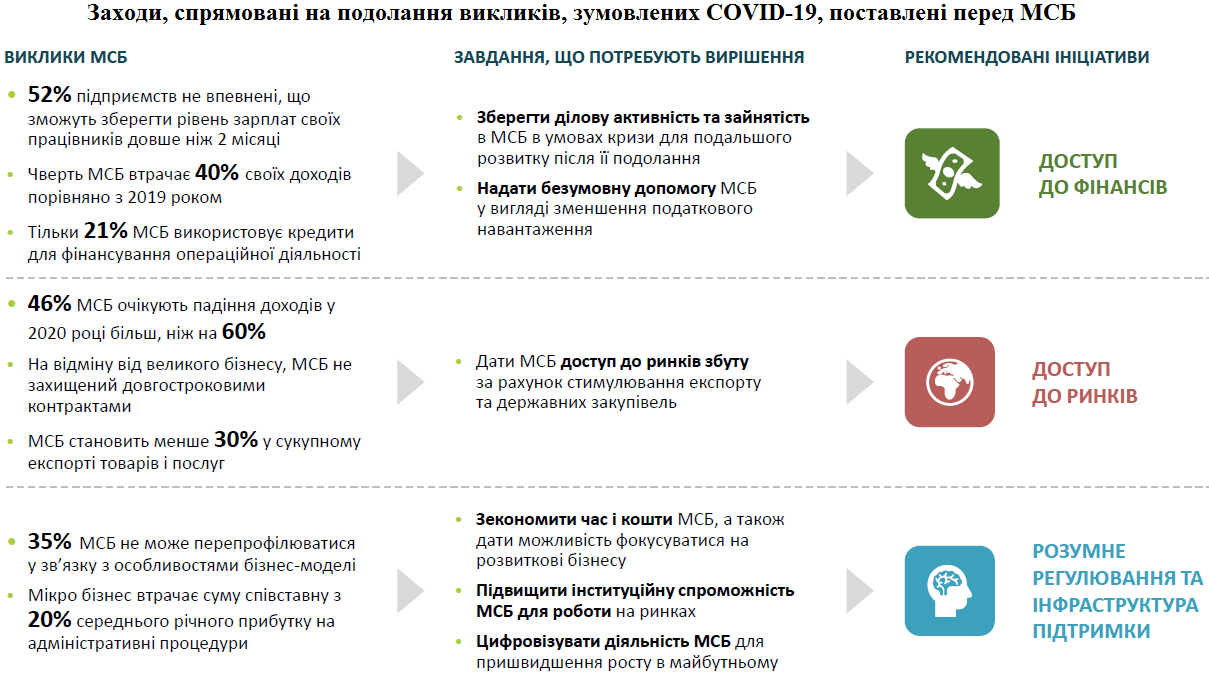 Заходи, спрямовані на подолання викликів, зумовлених COVID-19, поставлені перед МСБ
ВИКЛИКИ МСБ
ЗАВДАННЯ, ЩО ПОТРЕБУЮТЬ ВИРІШЕННЯ
РЕКОМЕНДОВАНІ ІНІЦІАТИВИ
• 52% підприємств не впевнені, що
зможуть зберегти рівень зарплат своїх
працівників довше ніж 2 місяці
• Чверть МСБ втрачає 40% своїх доходів
порівняно з 2019 роком
• Тільки 21% МСБ використовує кредити
для фінансування операційної діяльності
• Зберегти ділову активність та зайнятість
в МСБ в умовах кризи для подальшого
розвитку після її подолання
• Надати безумовну допомогу МСБ
у вигляді зменшення податкового
навантаження
ДОСТУП
ДО ФІНАНСІВ
• 46% МСБ очікують падіння доходів у
2020 році більш, ніж на 60%
• На відміну від великого бізнесу, МСБ не
захищений довгостроковими
контрактами
• МСБ становить менше 30% у сукупному
експорті товарів і послуг
• Дати МСБ доступ до ринків збуту
за рахунок стимулювання експорту
та державних закупівель
ДОСТУП
ДО РИНКІВ
• 35% МСБ не може перепрофілюватися
у зв’язку з особливостями бізнес-моделі
• Мікро бізнес втрачає суму співставну з
20% середнього річного прибутку на
адміністративні процедури
• Зекономити час і кошти МСБ, а також
дати можливість фокусуватися на
розвиткові бізнесу
• Підвищити інституційну спроможність
МСБ для роботи на ринках
• Цифровізувати діяльність МСБ для
пришвидшення росту в майбутньому
РОЗУМНЕ
РЕГУЛЮВАННЯ ТА
ІНФРАСТРУКТУРА
ПІДТРИМКИ